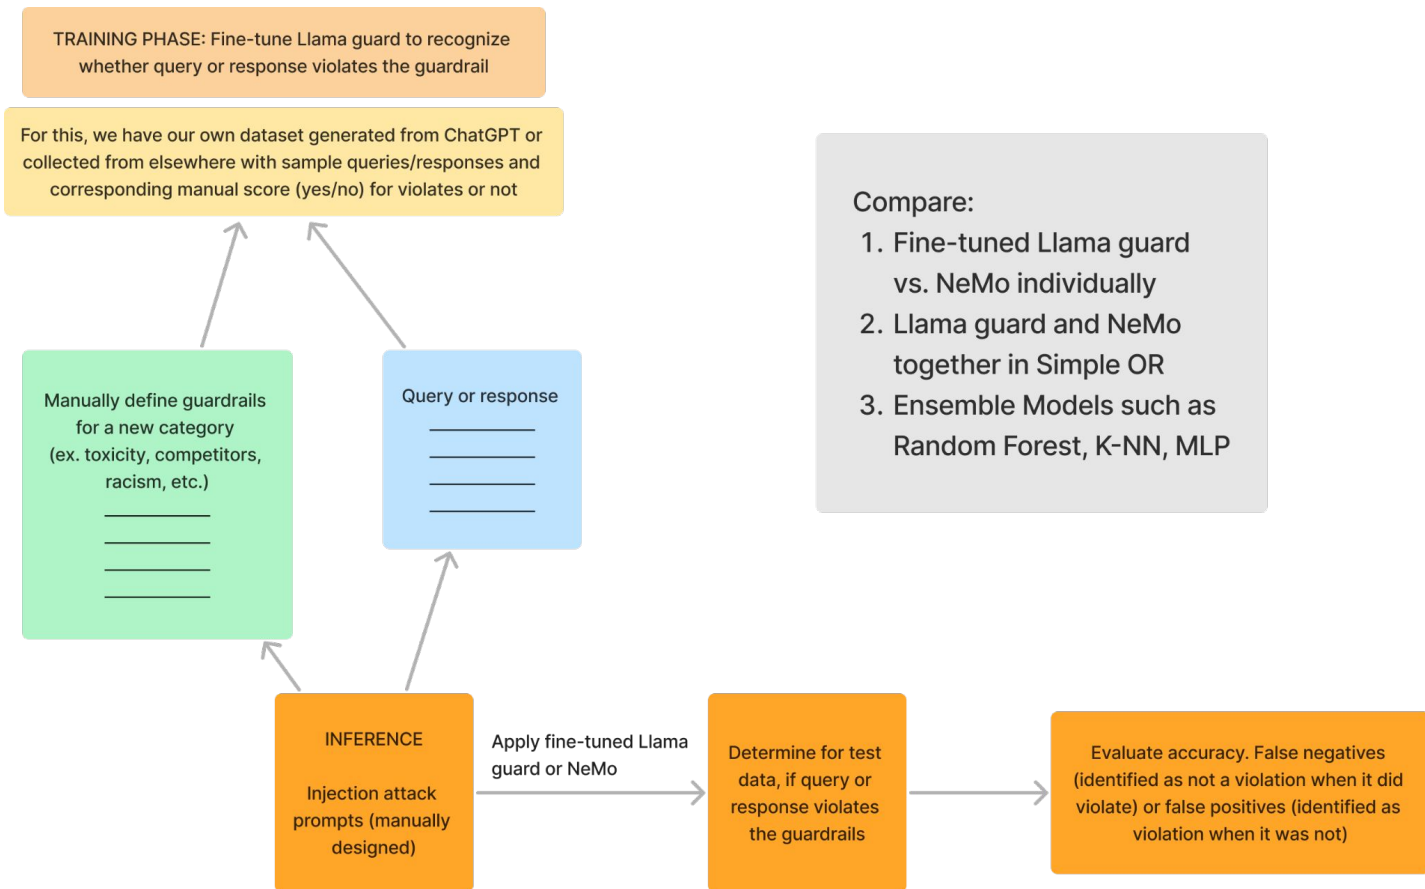 TRAINING PHASE: Fine-tune Llama guard to recognize
whether query or response violates the guardrail
For this, we have our own dataset generated from ChatGPT or
collected from elsewhere with sample queries/responses and
corresponding manual score (yes/no) for violates or not
Compare:
1. Fine-tuned Llama guard
vs. NeMo individually
2. Llama guard and NeMo
together in Simple OR
3. Ensemble Models such as
Random Forest, K-NN, MLP
Manually define guardrails
for a new category
(ex. toxicity, competitors,
racism, etc.)
Query or response
INFERENCE
Injection attack
prompts (manually
designed)
Apply fine-tuned Llama
guard or NeMo
Determine for test
data, if query or
response violates
the guardrails
Evaluate accuracy. False negatives
(identified as not a violation when it did
violate) or false positives (identified as
violation when it was not)